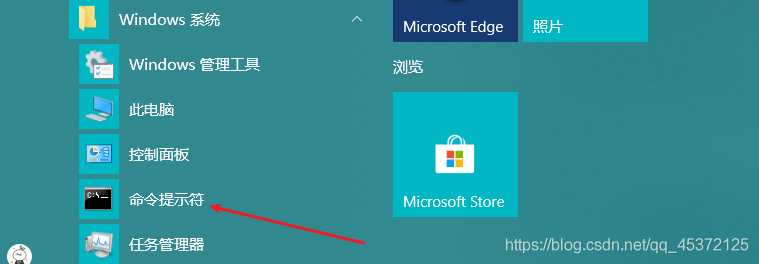 Windows 系统
Windows 管理工具
此电脑
控制面板
C:\
命令提示符
任务管理器
Microsoft Edge
照片
浏览
Microsoft Store
https://blog.csdn.net/qq_45372125